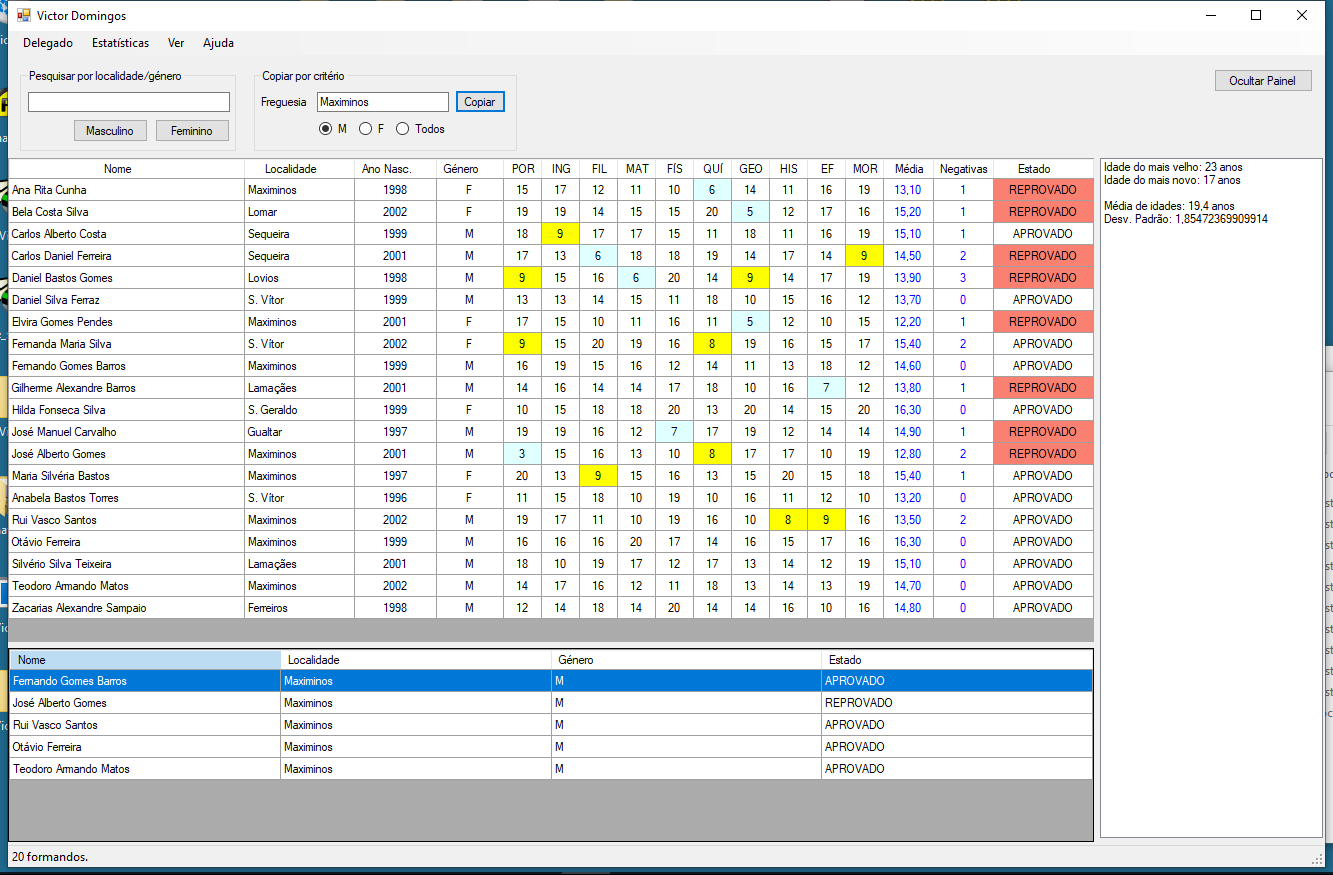 Victor Domingos
Delegado Estatísticas Ver Ajuda
Pesquisar por localidade/género
Masculino Feminino
Copiar por critério
Freguesia Maximinos Copiar
M F Todos
Ocultar Painel
Nome Localidade Ano Nasc. Género POR ING FIL MAT FÍS QUÍ GEO HIS EF MOR Média Negativas Estado
Ana Rita Cunha Maximinos 1998 F 15 17 12 11 10 6 14 11 16 19 13,10 1 REPROVADO
Bela Costa Silva Lomar 2002 F 19 19 14 15 15 20 5 12 17 16 15,20 1 REPROVADO
Carlos Alberto Costa Sequeira 1999 M 18 9 17 17 15 11 18 11 16 19 15,10 1 APROVADO
Carlos Daniel Ferreira Sequeira 2001 M 17 13 6 18 18 19 14 17 14 9 14,50 2 REPROVADO
Daniel Bastos Gomes Lovios 1998 M 9 15 16 6 20 14 9 14 17 19 13,90 3 REPROVADO
Daniel Silva Ferraz S. Vítor 1999 M 13 13 14 15 11 18 10 15 16 12 13,70 0 APROVADO
Elvira Gomes Pendes Maximinos 2001 F 17 15 10 11 16 11 5 12 10 15 12,20 1 REPROVADO
Fernanda Maria Silva S. Vítor 2002 F 9 15 20 19 16 8 19 16 15 17 15,40 2 APROVADO
Fernando Gomes Barros Maximinos 1999 M 16 19 15 16 12 14 11 13 18 12 14,60 0 APROVADO
Gilherme Alexandre Barros Lamações 2001 M 14 16 14 14 17 18 10 16 7 12 13,80 1 REPROVADO
Hilda Fonseca Silva S. Geraldo 1999 F 10 15 18 18 20 13 20 14 15 20 16,30 0 APROVADO
José Manuel Carvalho Gualtar 1997 M 19 19 16 12 7 17 19 12 14 14 14,90 1 REPROVADO
José Alberto Gomes Maximinos 2001 M 3 15 16 13 10 8 17 17 10 19 12,80 2 REPROVADO
Maria Silvéria Bastos Maximinos 1997 F 20 13 9 15 16 13 15 20 15 18 15,40 1 APROVADO
Anabela Bastos Torres S. Vítor 1996 F 11 15 18 10 19 10 16 11 12 10 13,20 0 APROVADO
Rui Vasco Santos Maximinos 2002 M 19 17 11 10 19 16 10 8 9 16 13,50 2 APROVADO
Otávio Ferreira Maximinos 1999 M 16 16 16 20 17 14 16 15 17 16 16,30 0 APROVADO
Silvério Silva Teixeira Lamações 2001 M 18 10 19 17 12 17 13 14 12 19 15,10 0 APROVADO
Teodoro Armando Matos Maximinos 2002 M 14 17 16 12 11 18 13 14 13 19 14,70 0 APROVADO
Zacarias Alexandre Sampaio Ferreiros 1998 M 12 14 18 14 20 14 14 16 10 16 14,80 0 APROVADO
Idade do mais velho: 23 anos
Idade do mais novo: 17 anos
Média de idades: 19,4 anos
Desv. Padrão: 1,85472369909914
Nome Localidade Género Estado
Fernando Gomes Barros Maximinos M APROVADO
José Alberto Gomes Maximinos M REPROVADO
Rui Vasco Santos Maximinos M APROVADO
Otávio Ferreira Maximinos M APROVADO
Teodoro Armando Matos Maximinos M APROVADO
20 formandos.